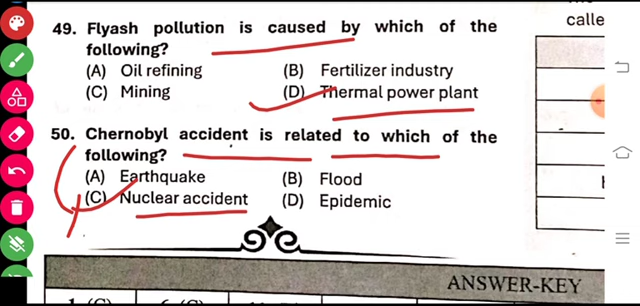 calle
49. Flyash pollution is caused by which of the
following?
(A) Oil refining (B) Fertilizer industry
(C) Mining (D) Thermal power plant
50. Chernobyl accident is related to which of the
following?
(A) Earthquake (B) Flood
(C) Nuclear accident (D) Epidemic
ANSWER-KEY